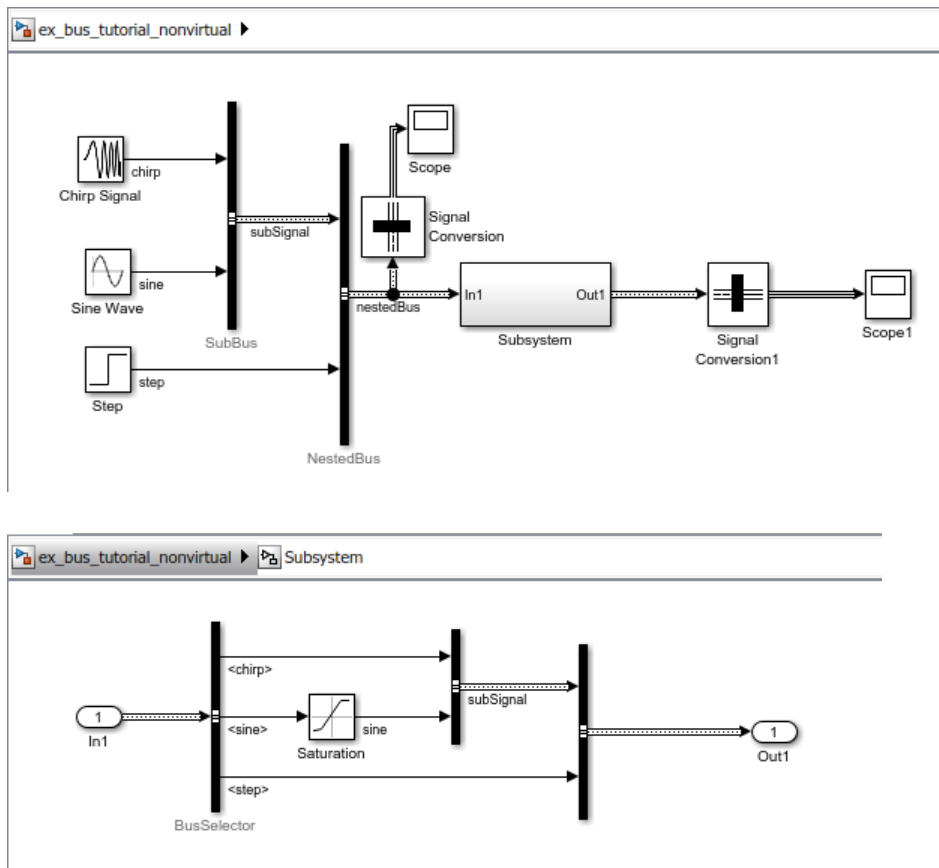 ex_bus_tutorial_nonvirtual
chirp
Chirp Signal
Scope
Signal
Conversion
subSignal
sine
Sine Wave
nestedBus
In1
Out1
Subsystem
Signal
Conversion1
Scope1
SubBus
step
Step
NestedBus
ex_bus_tutorial_nonvirtual Subsystem
<chirp>
subSignal
1
In1
<sine>
sine
Saturation
1
Out1
<step>
BusSelector